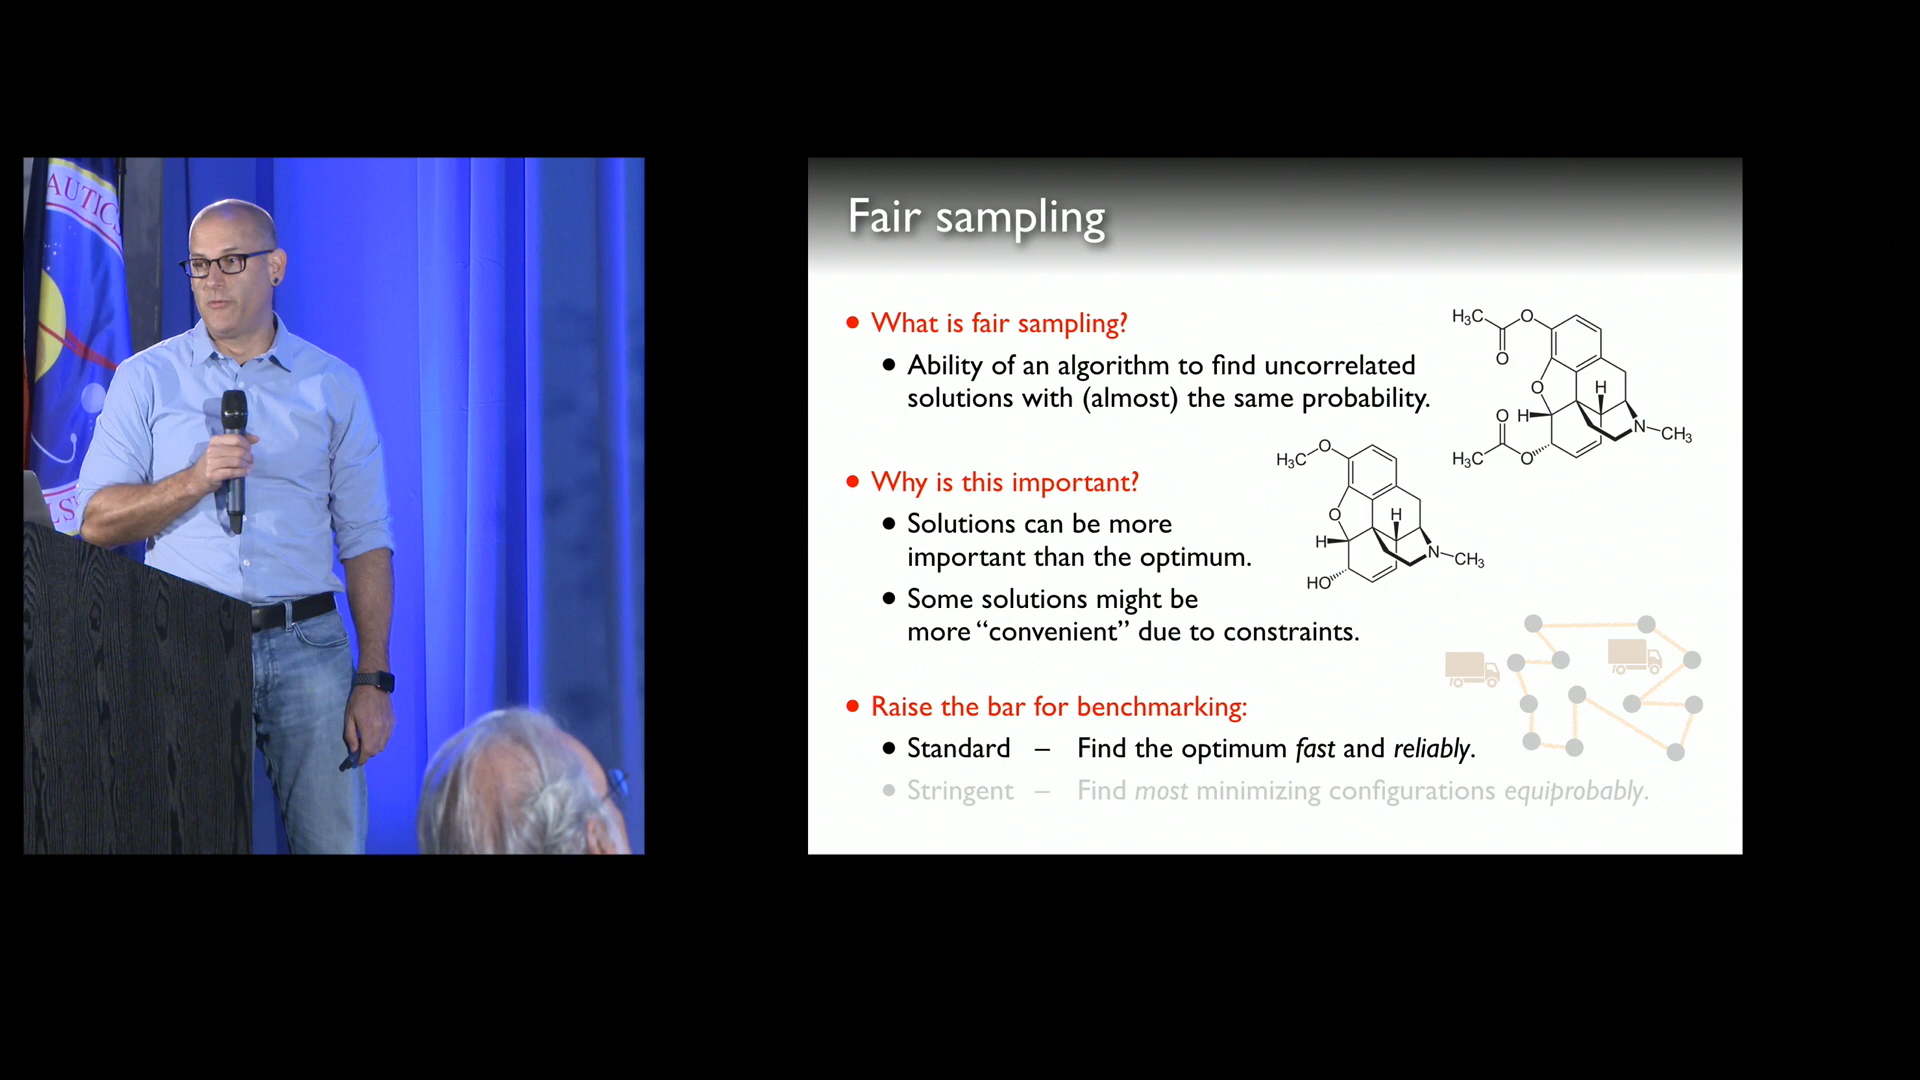 AUTICS
LS
Fair sampling
• What is fair sampling?
• Ability of an algorithm to find uncorrelated
solutions with (almost) the same probability.
• Why is this important?
• Solutions can be more
important than the optimum.
• Some solutions might be
more “convenient” due to constraints.
• Raise the bar for benchmarking:
• Standard – Find the optimum fast and reliably.
• Stringent – Find most minimizing configurations equiprobably.
H₃C O
O
O
H
O H
N CH₃
H₃C O
H₃C O
O
H
H
N CH₃
HO